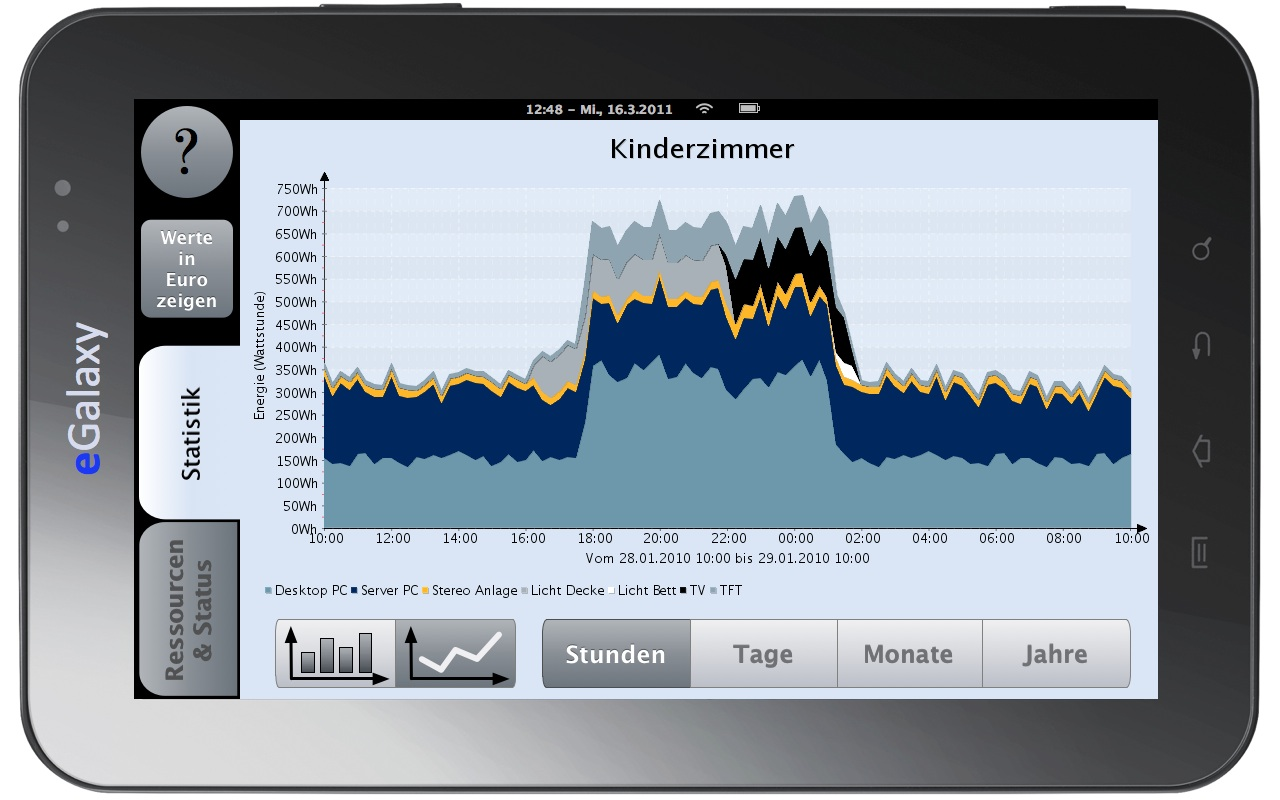 12:48 – Mi., 16.3.2011
?
Werte
in
Euro
zeigen
eGalaxy
Statistik
Ressourcen
& Status
Kinderzimmer
Energie (Wattstunde)
750Wh
700Wh
650Wh
600Wh
550Wh
500Wh
450Wh
400Wh
350Wh
300Wh
250Wh
200Wh
150Wh
100Wh
50Wh
0Wh
10:00 12:00 14:00 16:00 18:00 20:00 22:00 00:00 02:00 04:00 06:00 08:00 10:00
Vom 28.01.2010 10:00 bis 29.01.2010 10:00
Desktop PC Server PC Stereo Anlage Licht Decke Licht Bett TV TFT
Stunden Tage Monate Jahre